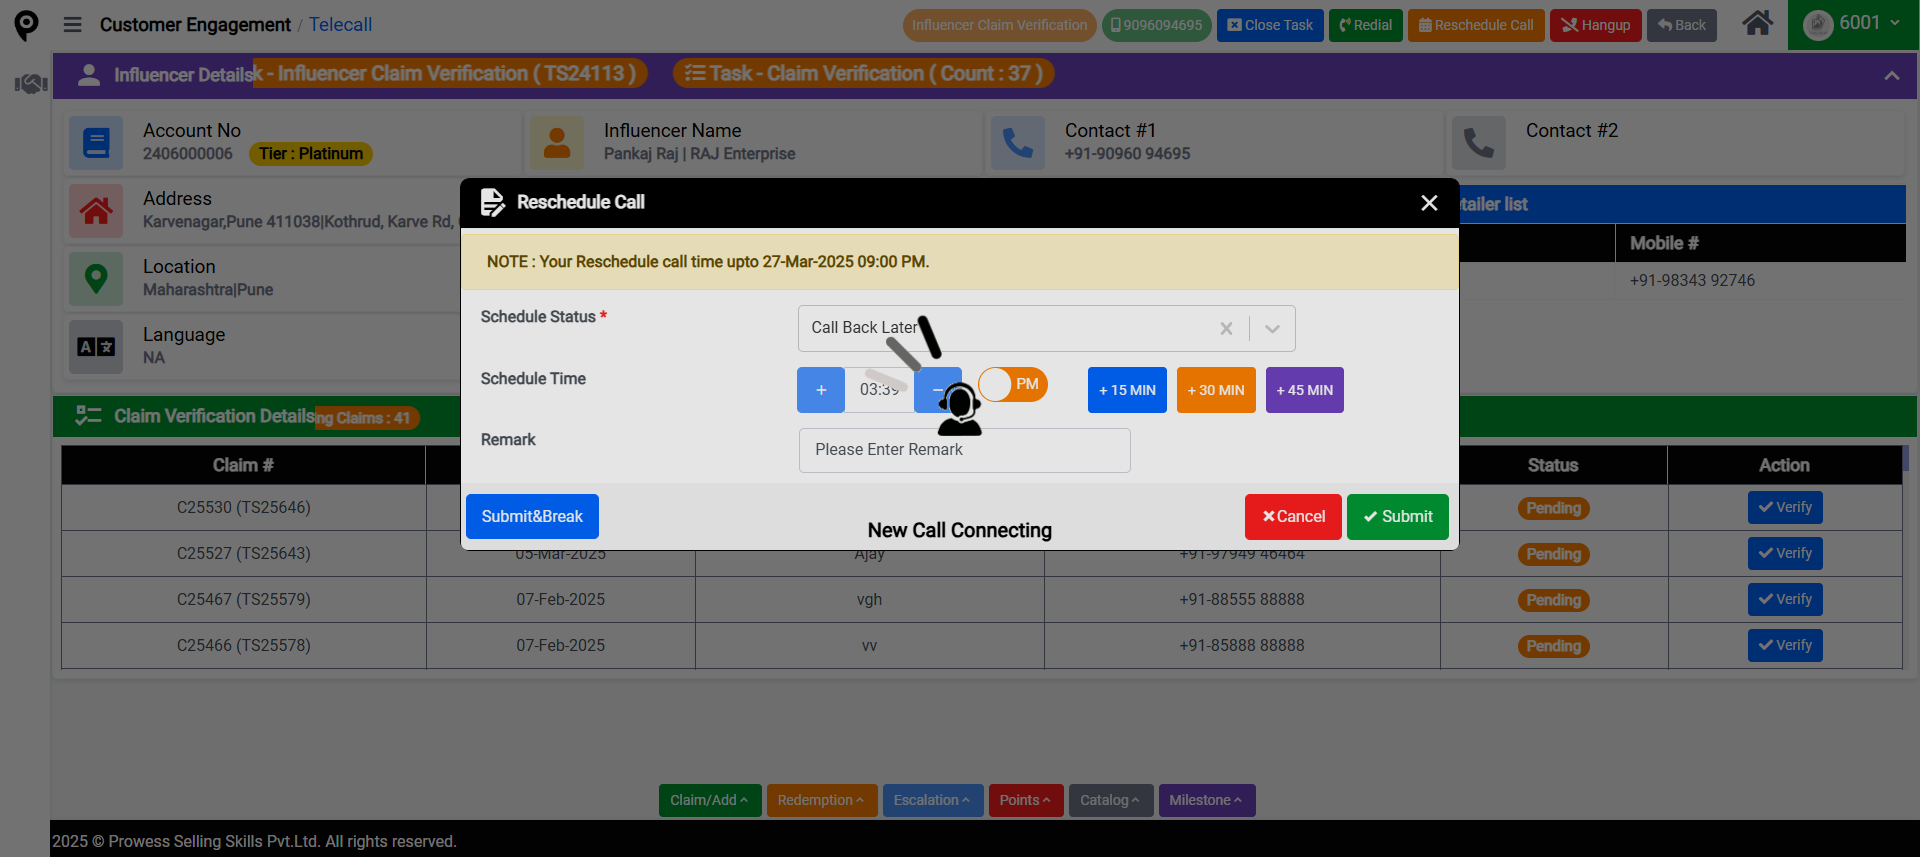 Customer Engagement / Telecall
Influencer Claim Verification
9096094695
Close Task
Redial
Reschedule Call
Hangup
Back
6001
Influencer Details
k - Influencer Claim Verification ( TS24113 )
Task - Claim Verification ( Count : 37 )
Account No
2406000006
Tier : Platinum
Influencer Name
Pankaj Raj | RAJ Enterprise
Contact #1
+91-90960 94695
Contact #2
Address
Karvenagar,Pune 411038|Kothrud, Karve Rd,
Location
Maharashtra|Pune
Language
NA
tailer list
Mobile #
+91-98343 92746
Reschedule Call
NOTE : Your Reschedule call time upto 27-Mar-2025 09:00 PM.
Schedule Status *
Call Back Later
Schedule Time
+
03:39
−
PM
+ 15 MIN
+ 30 MIN
+ 45 MIN
Remark
Please Enter Remark
Submit&Break
New Call Connecting
Cancel
Submit
Claim Verification Details
ng Claims : 41
Claim #
Status
Action
C25530 (TS25646)
Pending
Verify
C25527 (TS25643)
05-Mar-2025
Ajay
+91-97949 46464
Pending
Verify
C25467 (TS25579)
07-Feb-2025
vgh
+91-88555 88888
Pending
Verify
C25466 (TS25578)
07-Feb-2025
vv
+91-85888 88888
Pending
Verify
Claim/Add
Redemption
Escalation
Points
Catalog
Milestone
2025 © Prowess Selling Skills Pvt.Ltd. All rights reserved.